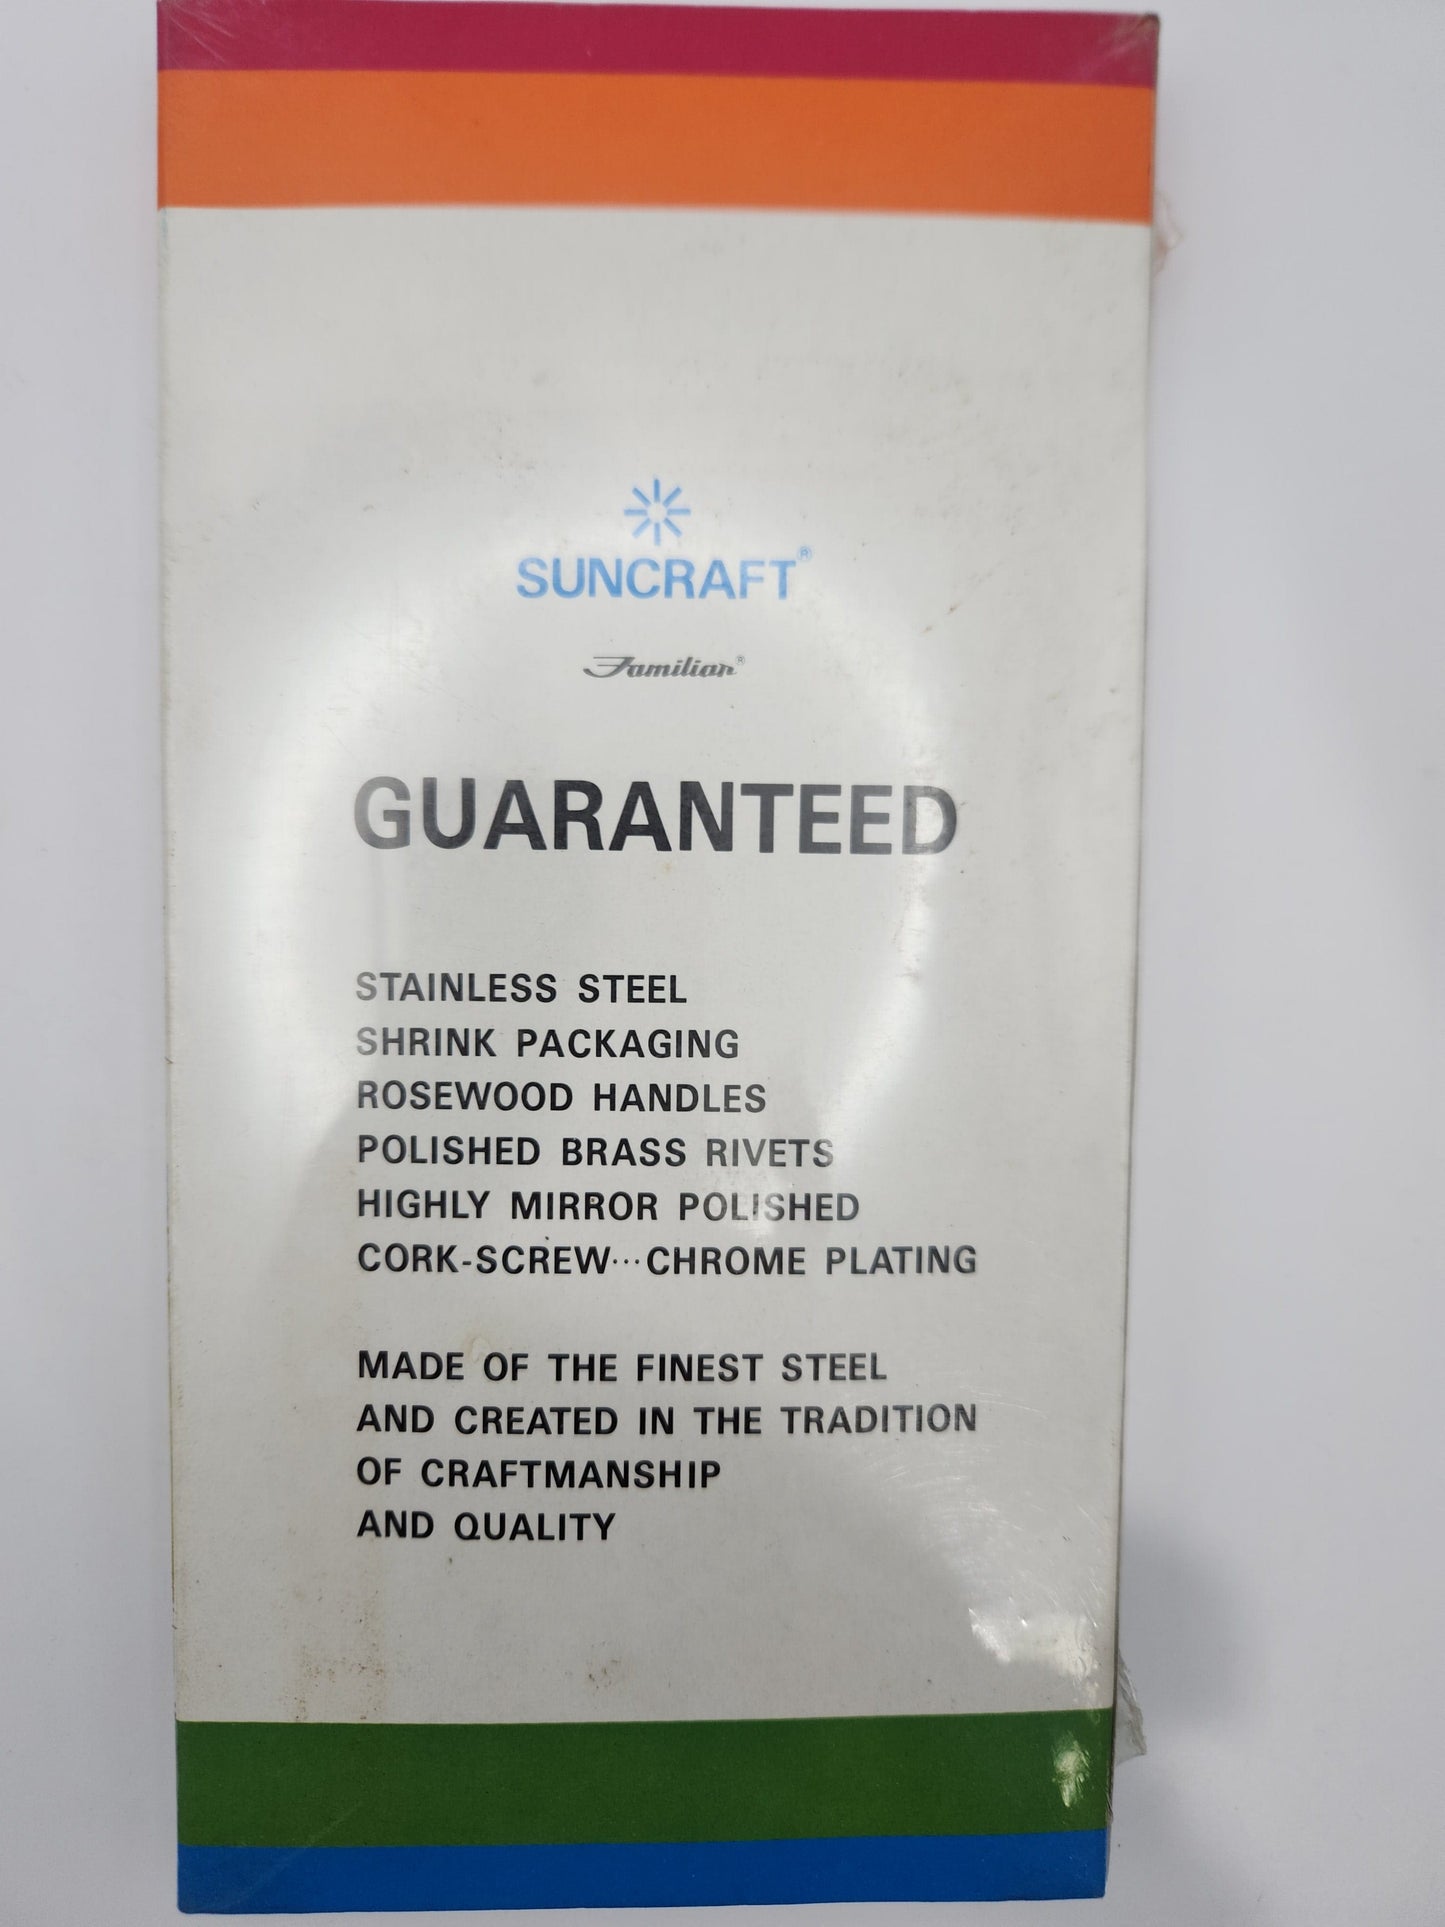 SUNCRAFT®
Familiar®
GUARANTEED
STAINLESS STEEL
SHRINK PACKAGING
ROSEWOOD HANDLES
POLISHED BRASS RIVETS
HIGHLY MIRROR POLISHED
CORK-SCREW···CHROME PLATING
MADE OF THE FINEST STEEL
AND CREATED IN THE TRADITION
OF CRAFTMANSHIP
AND QUALITY